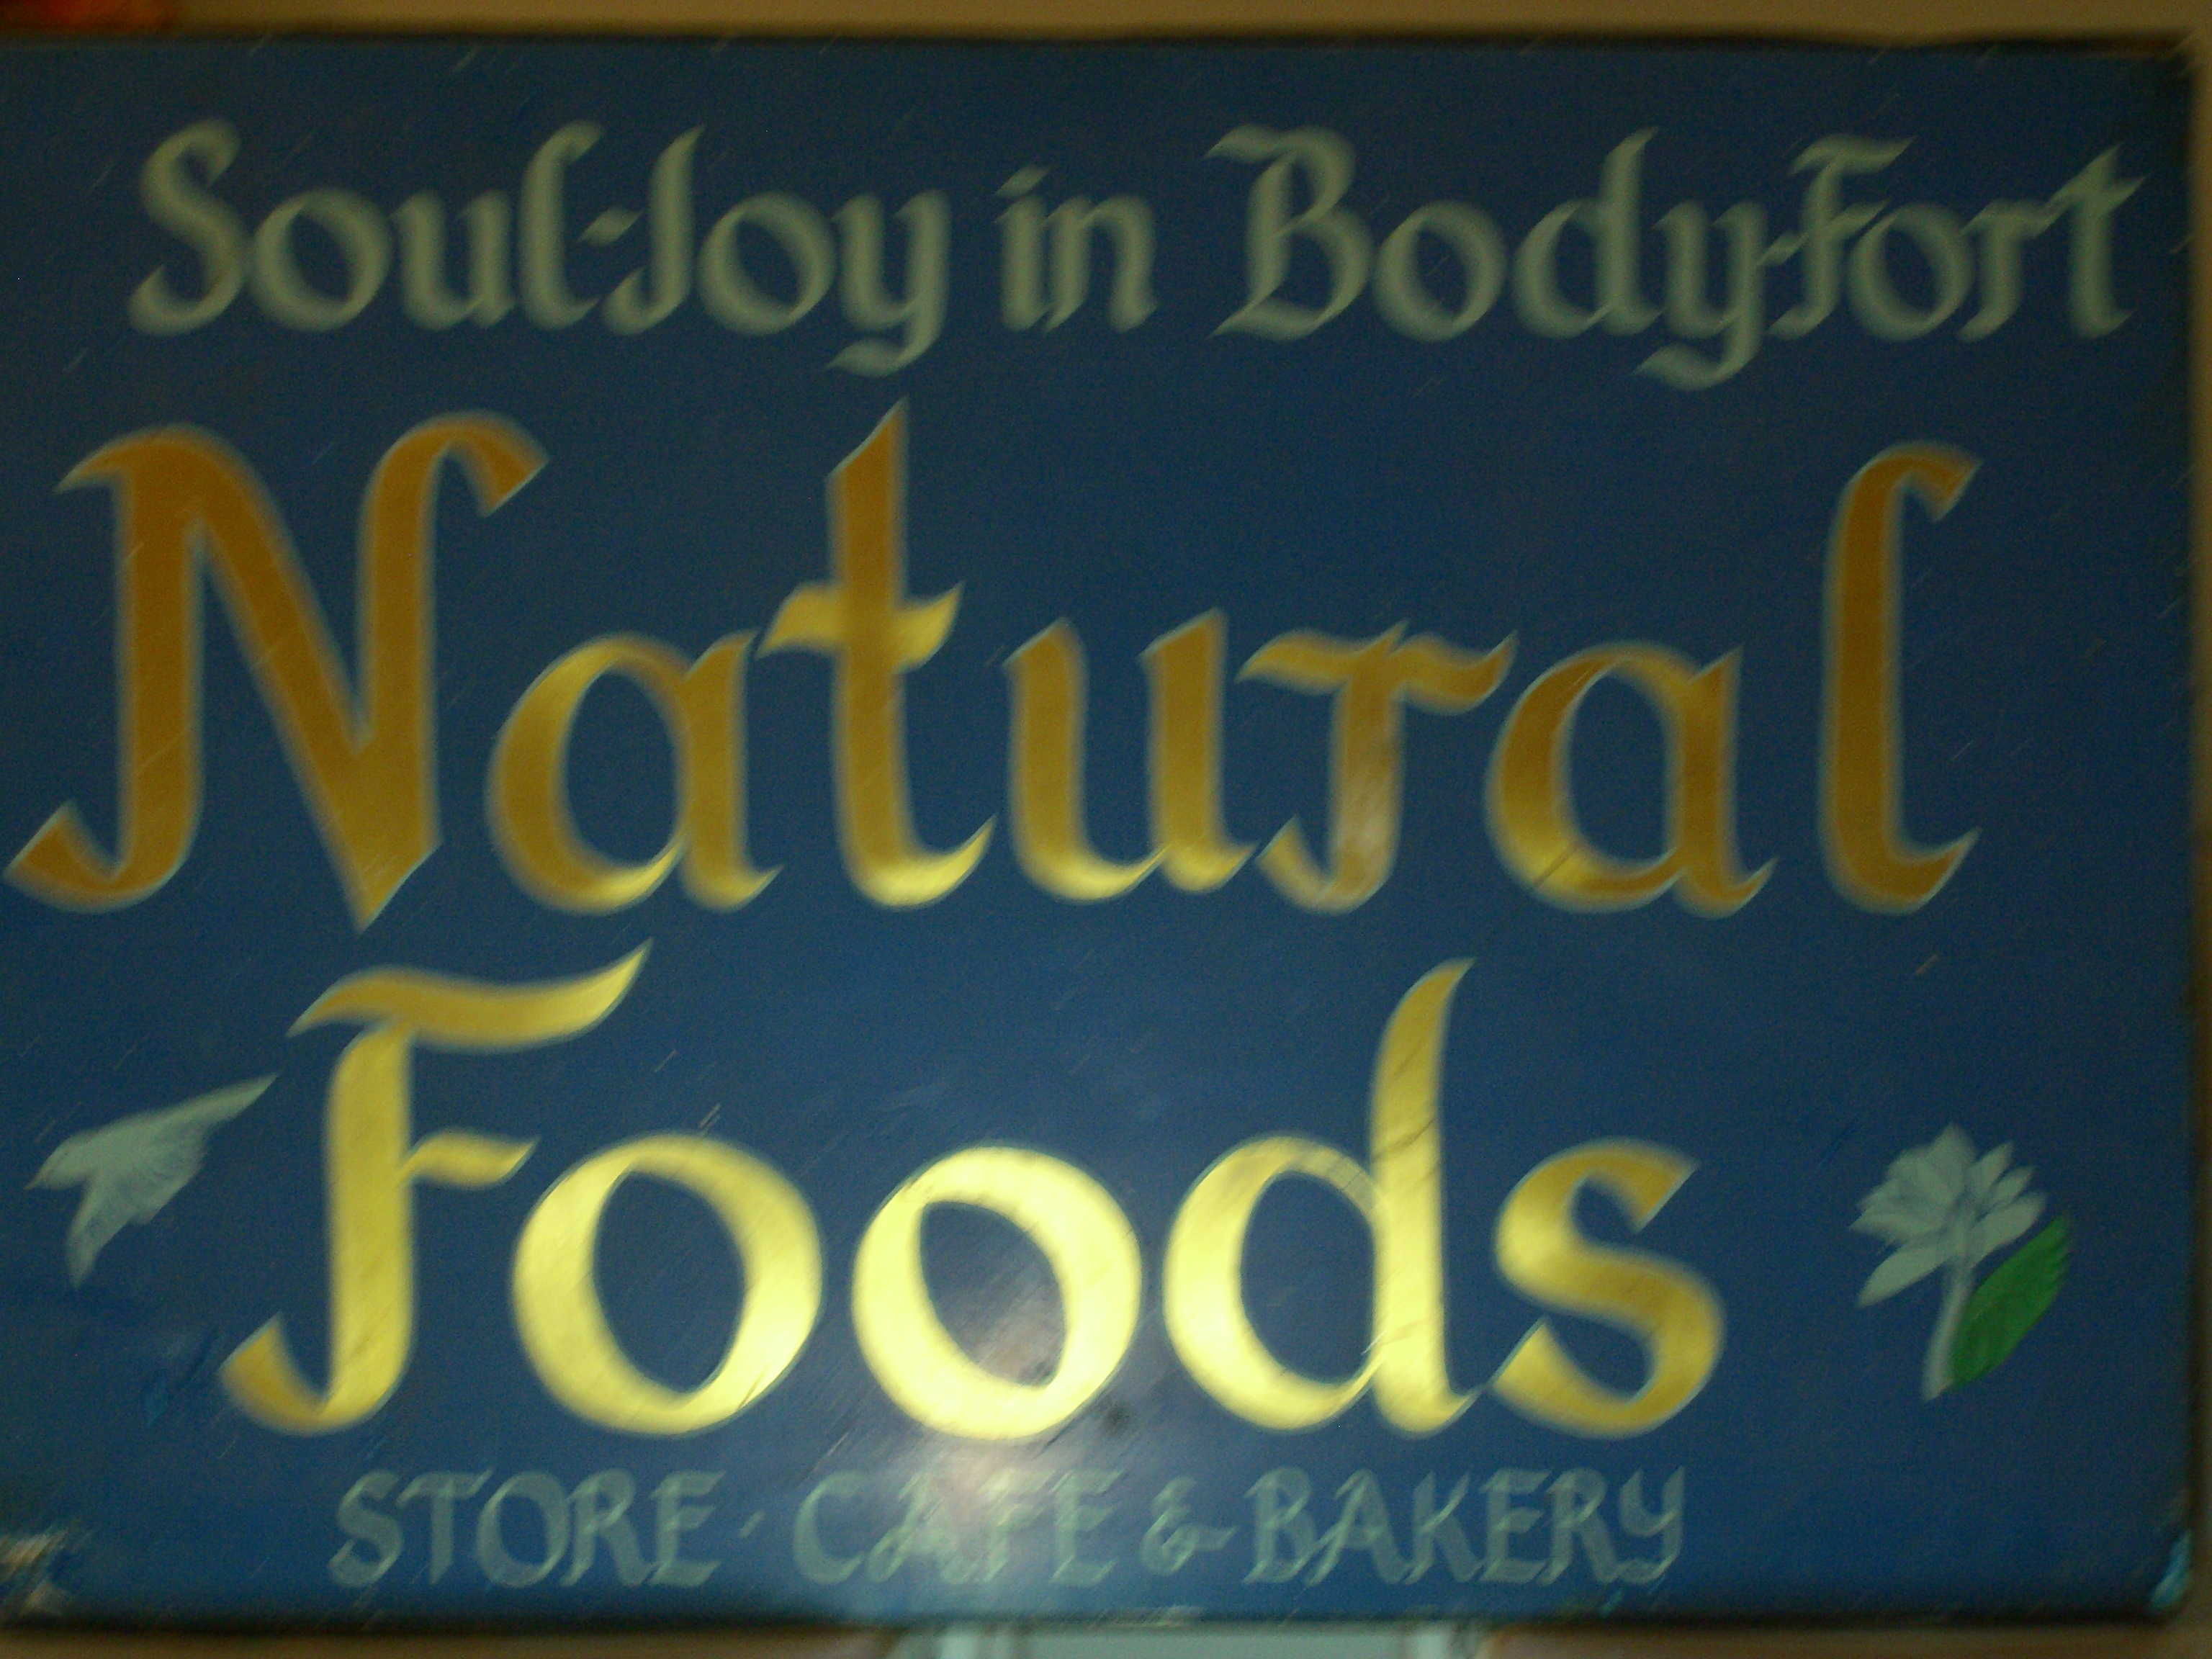 Soul-Joy in Body-Fort
Natural
Foods
STORE · CAFE & BAKERY